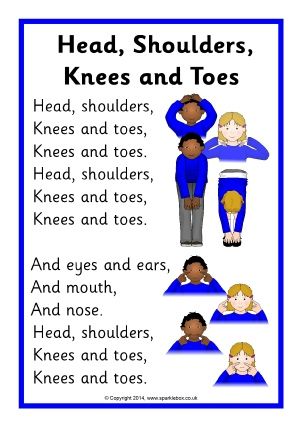 Head, Shoulders,
Knees and Toes
Head, shoulders,
Knees and toes,
Knees and toes.
Head, shoulders,
Knees and toes,
Knees and toes.
And eyes and ears,
And mouth,
And nose.
Head, shoulders,
Knees and toes,
Knees and toes.
© Copyright 2014, www.sparklebox.co.uk